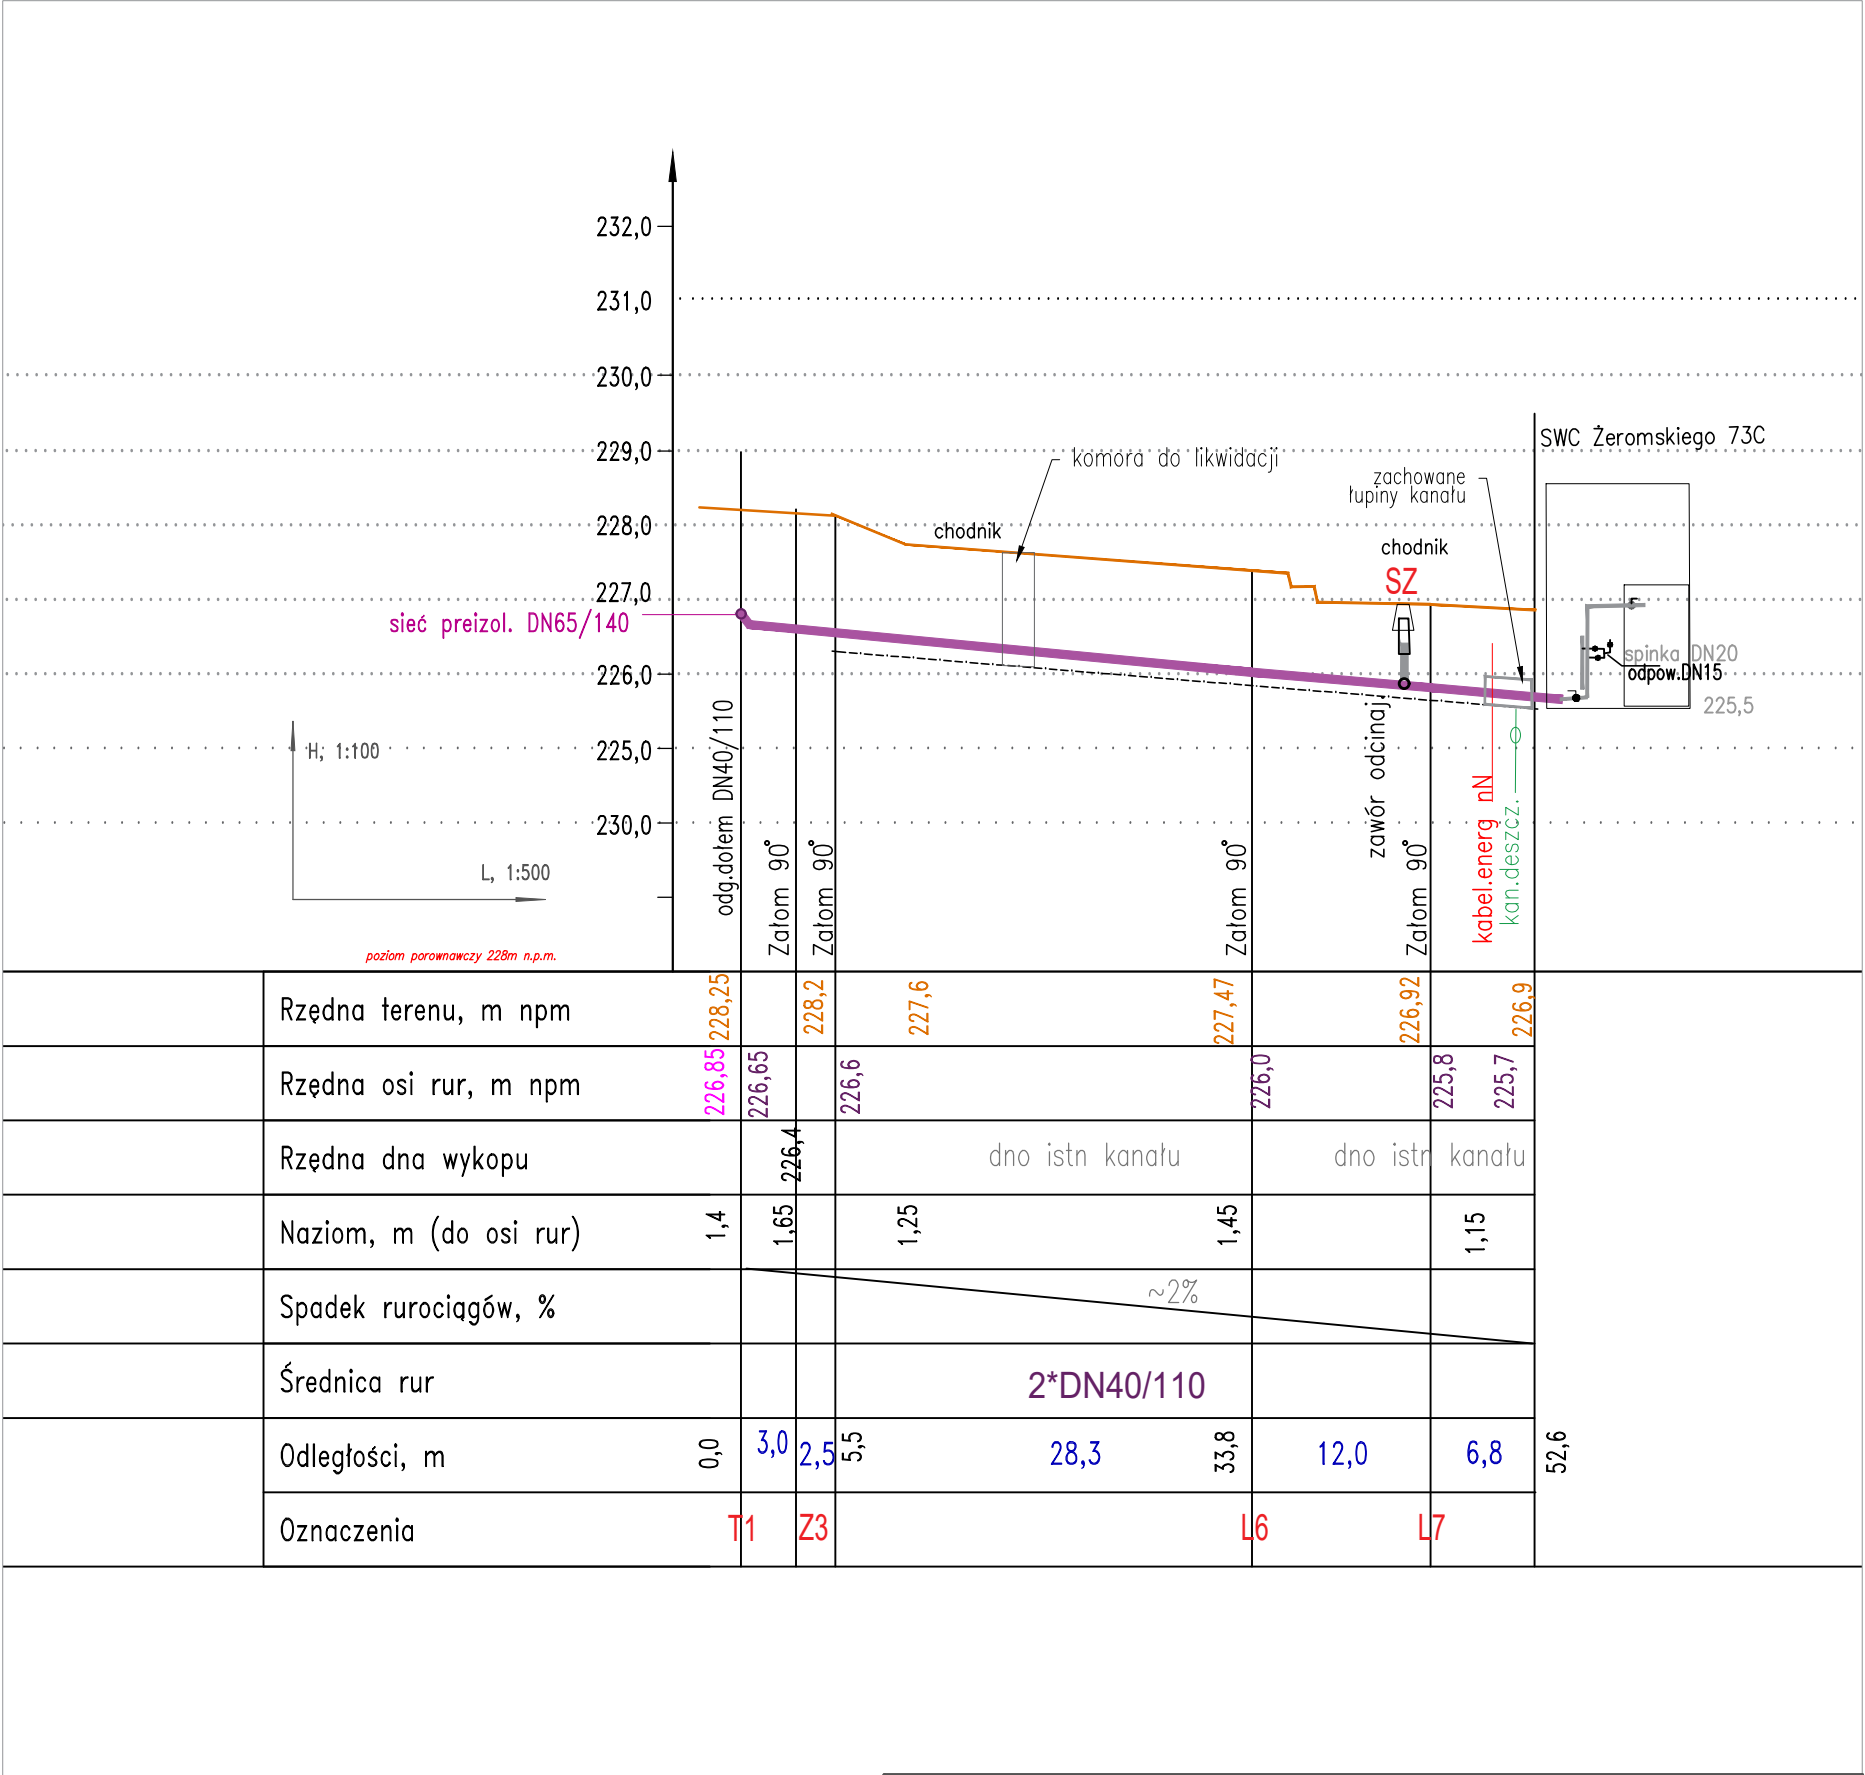 232,0
231,0
230,0
229,0
SWC Żeromskiego 73C
komora do likwidacji
zachowane
łupiny kanału
228,0
chodnik
chodnik
SZ
227,0
sieć preizol. DN65/140
226,0
spinka DN20
odpow.DN15
225,5
225,0
H, 1:100
230,0
L, 1:500
odg.dołem DN40/110
Załom 90°
Załom 90°
Załom 90°
zawór odcinaj.
Załom 90°
kabel.energ nN
kan.deszcz.
poziom porownawczy 228m n.p.m.
Rzędna terenu, m npm
228,25
228,2
227,6
227,47
226,92
226,9
Rzędna osi rur, m npm
226,85
226,65
226,6
226,0
225,8
225,7
Rzędna dna wykopu
226,4
dno istn kanału
dno istn kanału
Naziom, m (do osi rur)
1,4
1,65
1,25
1,45
1,15
Spadek rurociągów, %
~2%
Średnica rur
2*DN40/110
Odległości, m
0,0
3,0
2,5
5,5
28,3
33,8
12,0
6,8
52,6
Oznaczenia
T1
Z3
L6
L7